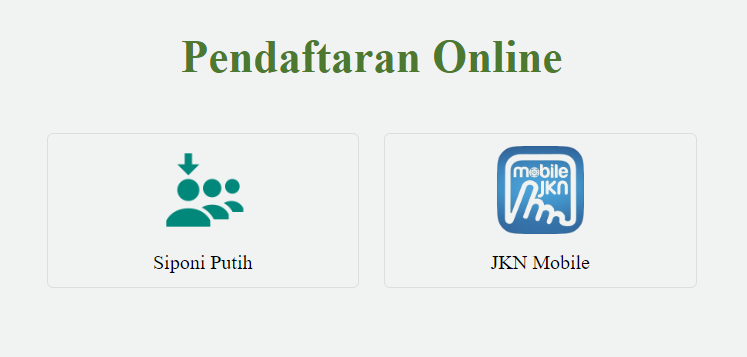 Pendaftaran Online
mobile
JKN
Siponi Putih
JKN Mobile